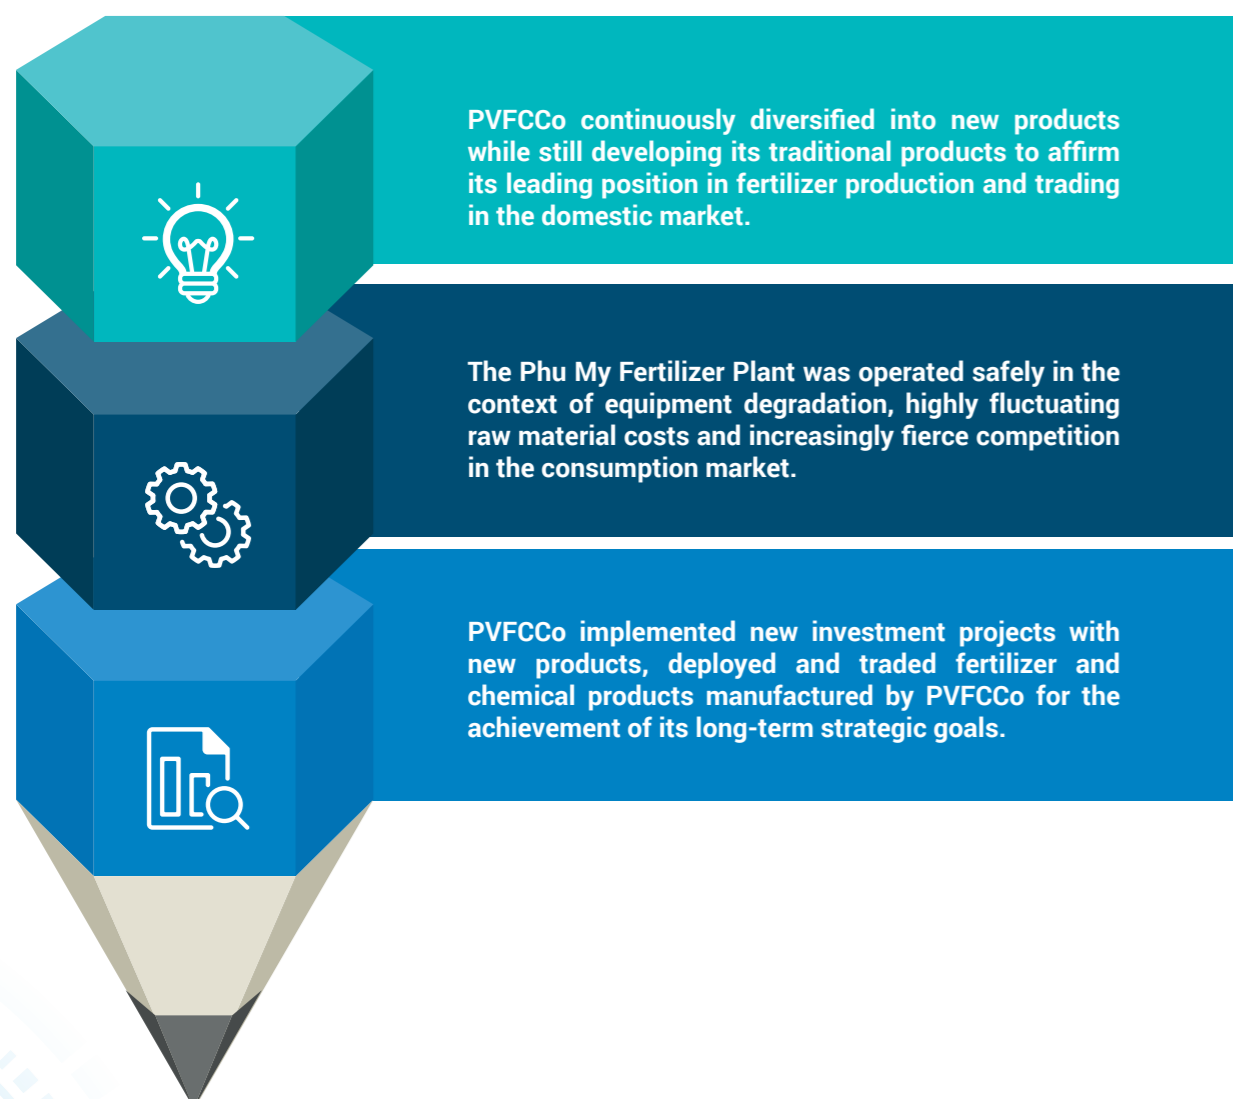 PVFCCo continuously diversified into new products
while still developing its traditional products to affirm
its leading position in fertilizer production and trading
in the domestic market.
The Phu My Fertilizer Plant was operated safely in the
context of equipment degradation, highly fluctuating
raw material costs and increasingly fierce competition
in the consumption market.
PVFCCo implemented new investment projects with
new products, deployed and traded fertilizer and
chemical products manufactured by PVFCCo for the
achievement of its long-term strategic goals.